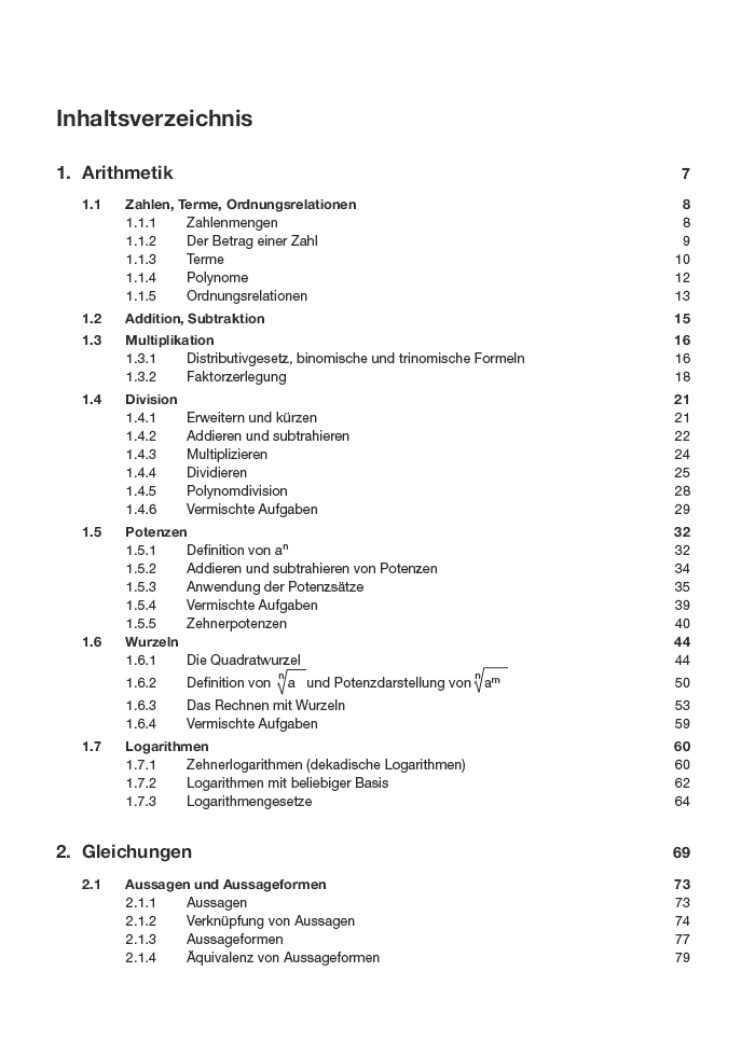 Inhaltsverzeichnis
1. Arithmetik 7
1.1 Zahlen, Terme, Ordnungsrelationen 8
1.1.1 Zahlenmengen 8
1.1.2 Der Betrag einer Zahl 9
1.1.3 Terme 10
1.1.4 Polynome 12
1.1.5 Ordnungsrelationen 13
1.2 Addition, Subtraktion 15
1.3 Multiplikation 16
1.3.1 Distributivgesetz, binomische und trinomische Formeln 16
1.3.2 Faktorzerlegung 18
1.4 Division 21
1.4.1 Erweitern und kürzen 21
1.4.2 Addieren und subtrahieren 22
1.4.3 Multiplizieren 24
1.4.4 Dividieren 25
1.4.5 Polynomdivision 28
1.4.6 Vermischte Aufgaben 29
1.5 Potenzen 32
1.5.1 Definition von aⁿ 32
1.5.2 Addieren und subtrahieren von Potenzen 34
1.5.3 Anwendung der Potenzsätze 35
1.5.4 Vermischte Aufgaben 39
1.5.5 Zehnerpotenzen 40
1.6 Wurzeln 44
1.6.1 Die Quadratwurzel 44
1.6.2 Definition von ⁿ√a und Potenzdarstellung von ⁿ√aᵐ 50
1.6.3 Das Rechnen mit Wurzeln 53
1.6.4 Vermischte Aufgaben 59
1.7 Logarithmen 60
1.7.1 Zehnerlogarithmen (dekadische Logarithmen) 60
1.7.2 Logarithmen mit beliebiger Basis 62
1.7.3 Logarithmengesetze 64
2. Gleichungen 69
2.1 Aussagen und Aussageformen 73
2.1.1 Aussagen 73
2.1.2 Verknüpfung von Aussagen 74
2.1.3 Aussageformen 77
2.1.4 Äquivalenz von Aussageformen 79